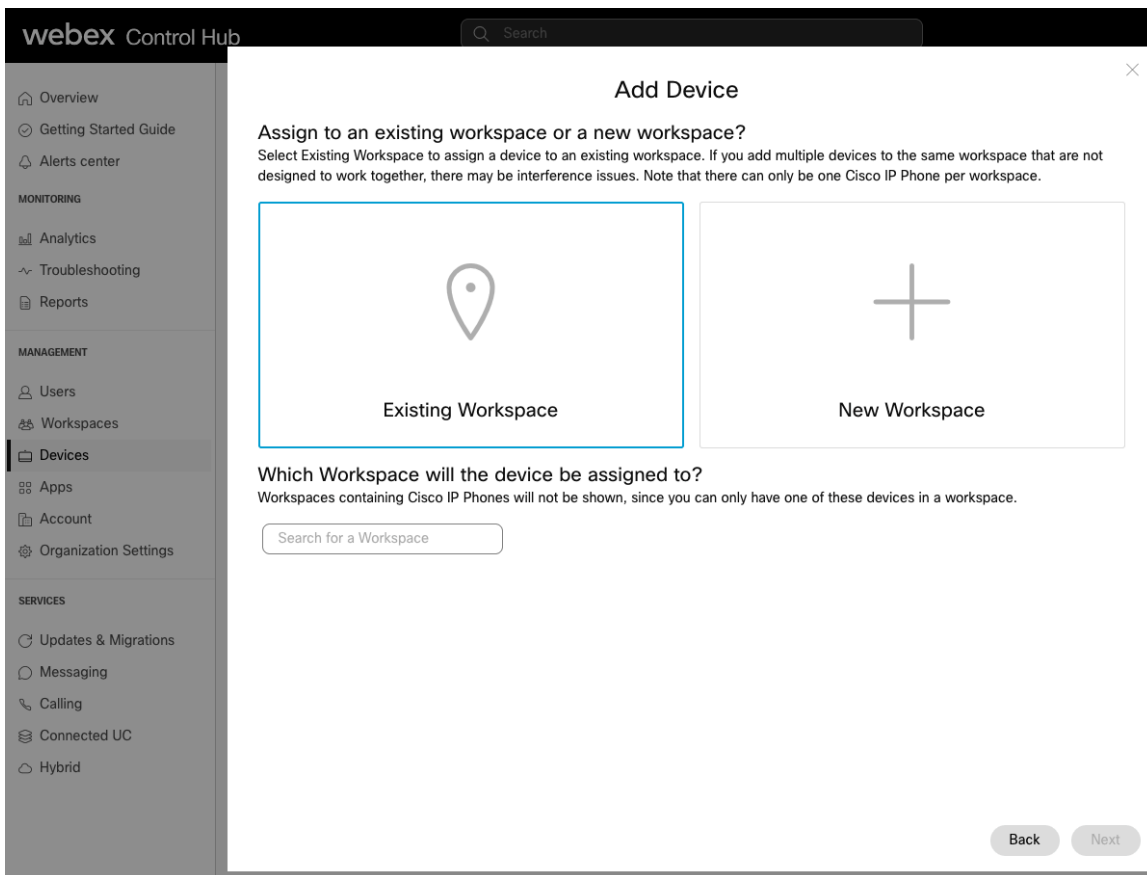 webex Control Hub
Search
Overview
Getting Started Guide
Alerts center
MONITORING
Analytics
Troubleshooting
Reports
MANAGEMENT
Users
Workspaces
Devices
Apps
Account
Organization Settings
SERVICES
Updates & Migrations
Messaging
Calling
Connected UC
Hybrid
Add Device
Assign to an existing workspace or a new workspace?
Select Existing Workspace to assign a device to an existing workspace. If you add multiple devices to the same workspace that are not
designed to work together, there may be interference issues. Note that there can only be one Cisco IP Phone per workspace.
Existing Workspace
New Workspace
Which Workspace will the device be assigned to?
Workspaces containing Cisco IP Phones will not be shown, since you can only have one of these devices in a workspace.
Search for a Workspace
Back
Next